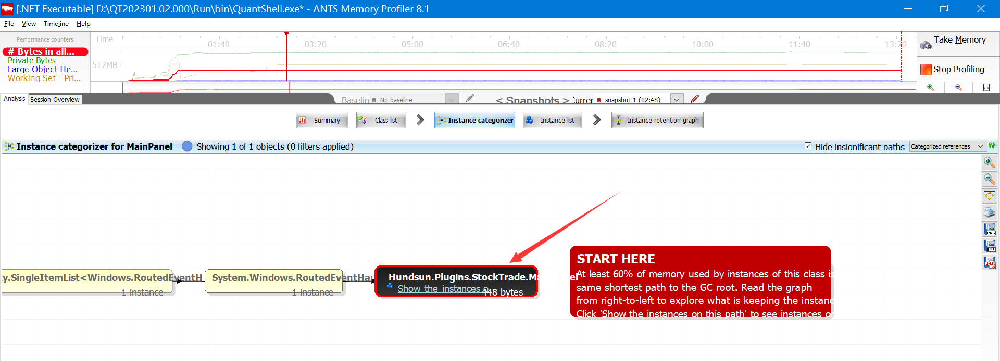 [.NET Executable] D:\QT202301.02.000\Run\bin\QuantShell.exe* - ANTS Memory Profiler 8.1
File View Timeline Help
Performance counters
# Bytes in all...
Private Bytes
Large Object He...
Working Set - Pri...
Time
01:40 03:20 05:00 06:40 08:20 10:00 11:40 13:20
512MB
Take Memory
Stop Profiling
Analysis Session Overview
Baselin No baseline < Snapshots > Currer snapshot 1 (02:48)
Summary Class list Instance categorizer Instance list Instance retention graph
Instance categorizer for MainPanel Showing 1 of 1 objects (0 filters applied)
Hide insignificant paths Categorized references
y.SingleItemList<Windows.RoutedEventH
1 instance
System.Windows.RoutedEventHar
1 instance
Hundsun.Plugins.StockTrade.Ma
Show the instances o
448 bytes
START HERE
At least 60% of memory used by instances of this class is
same shortest path to the GC root. Read the graph
from right-to-left to explore what is keeping the instanc
Click 'Show the instances on this path' to see instances o
PNG
EMF
PDF